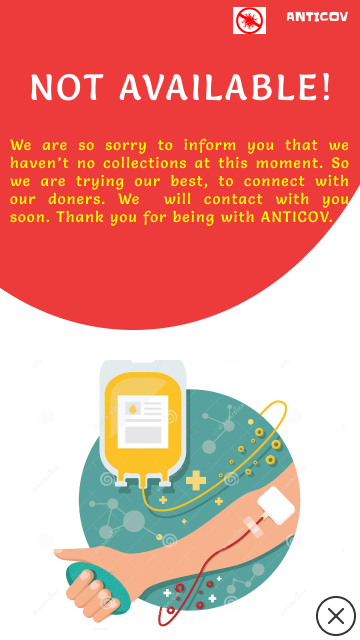 ANTICOV
NOT AVAILABLE!
We are so sorry to inform you that we
haven't no collections at this moment. So
we are trying our best, to connect with
our doners. We will contact with you
soon. Thank you for being with ANTICOV.